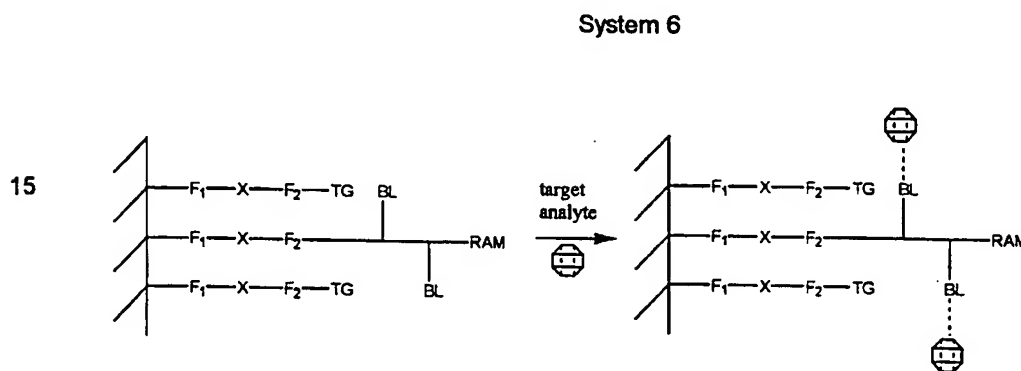 System 6
15
F₁—X—F₂—TG BL
F₁—X—F₂ RAM
F₁—X—F₂—TG BL
target
analyte
BL
F₁—X—F₂—TG
F₁—X—F₂ RAM
F₁—X—F₂—TG BL